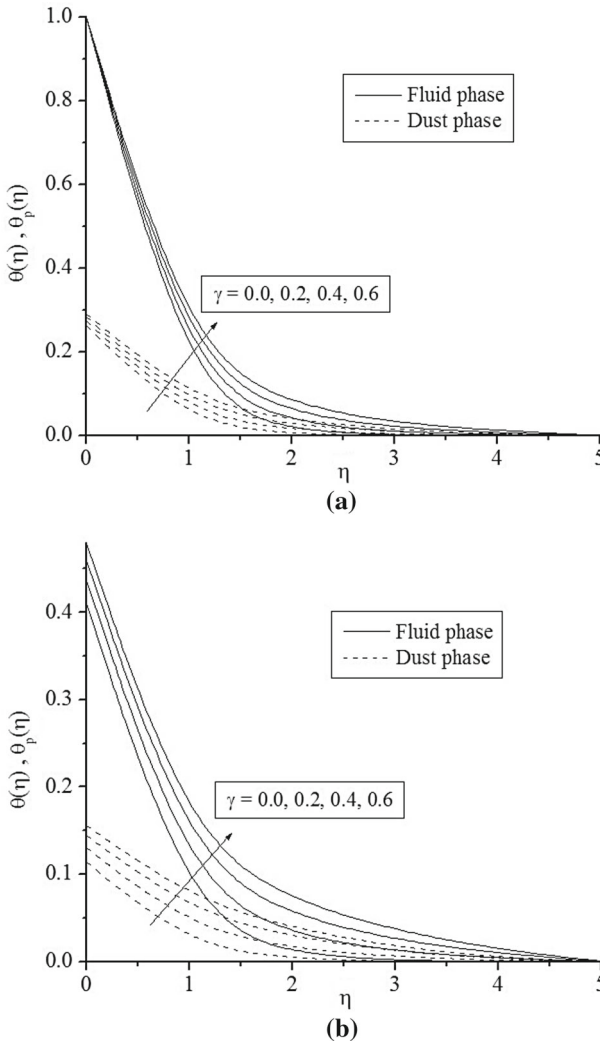 1.0
0.8
0.6
0.4
0.2
0.0
θ(η) , θp(η)
Fluid phase
Dust phase
γ = 0.0, 0.2, 0.4, 0.6
0 1 2 3 4 5
η
(a)
0.4
0.3
0.2
0.1
0.0
θ(η) , θp(η)
Fluid phase
Dust phase
γ = 0.0, 0.2, 0.4, 0.6
0 1 2 3 4 5
η
(b)